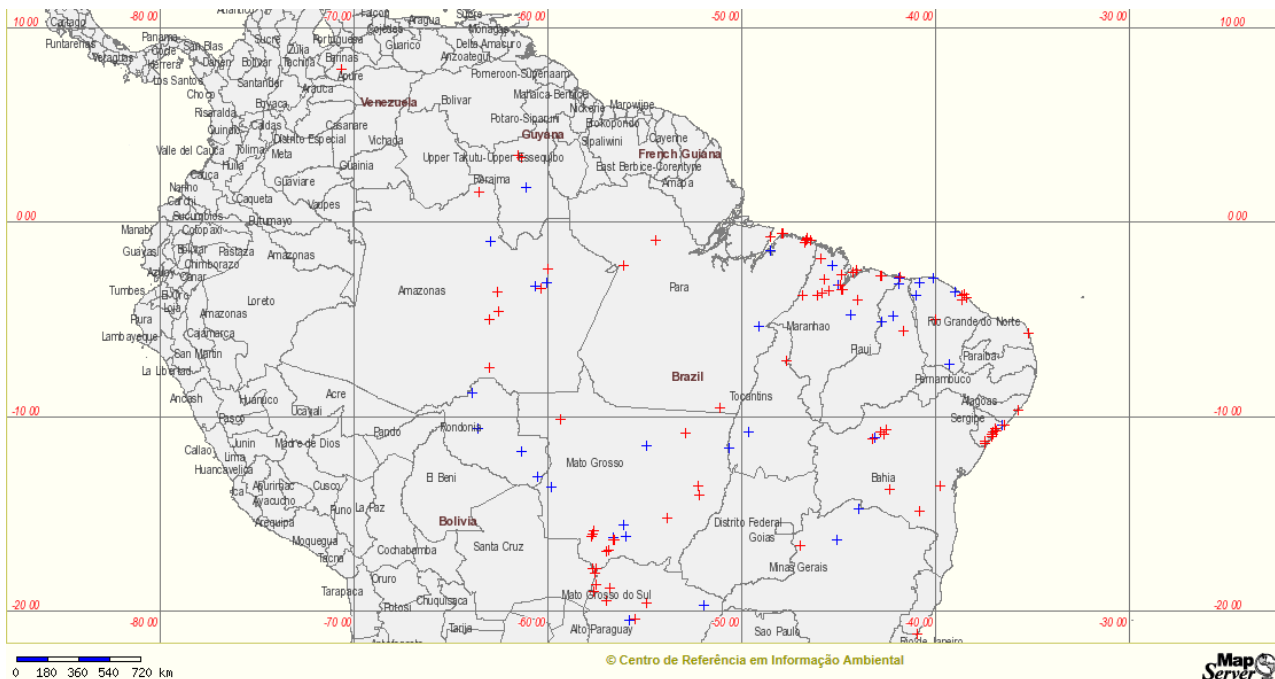 -80 00 -70 00 -60 00 -50 00 -40 00 -30 00
10 00 10 00
Atlantico Sucre
Cartago Falcon Aragua
Puntarenas Panama Sucre Zulia Portuguesa Cojedes Guarico Monagas
Cocle San Blas Delta Amacuro
Veraguas Herrera Darien Bolivar Tachira Barinas Anzoategui
Los Santos Santander Apure Pomeroon-Supenaam
Choco Arauca Bolivar Mahaica-Berbice
Risaralda Boyaca Venezuela Nickerie Marowijne
Quindio Caldas Casanare Potaro-Siparuni Brokopondo
Tolima Distrito Especial Vichada Guyana Sipaliwini Cayenne
Valle del Cauca Meta Upper Takutu-Upper Essequibo French Guiana
Huila Guainia East Berbice-Corentyne
Cauca Guaviare Roraima Amapa
Narino Caqueta Vaupes
Carchi
Sucumbios Putumayo
0 00 0 00
Manabi Cotopaxi
Guayas Bolivar Pastaza Amazonas
Chimborazo
Azuay Canar
Tumbes El Oro Loreto Amazonas Para
Loja
Piura Amazonas Rio Grande do Norte
Lambayeque Cajamarca Maranhao
San Martin Piaui Paraiba
La Libertad Brazil Pernambuco
Ancash Huanuco Acre Tocantins Alagoas
-10 00 Pasco Ucayali Sergipe -10 00
Callao Junin Madre de Dios Pando Rondonia
Lima
Huancavelica Mato Grosso
Ica Apurimac Cusco El Beni Bahia
Ayacucho Puno La Paz
Arequipa Bolivia Distrito Federal
Moquegua Cochabamba Santa Cruz Goias
Tacna Minas Gerais
Oruro
Tarapaca Chuquisaca Mato Grosso do Sul
-20 00 Potosi -20 00
Antofagasta Tarija Alto Paraguay Sao Paulo Rio de Janeiro
-80 00 -70 00 -60 00 -50 00 -40 00 -30 00
0 180 360 540 720 km
© Centro de Referência em Informação Ambiental
Map
Server